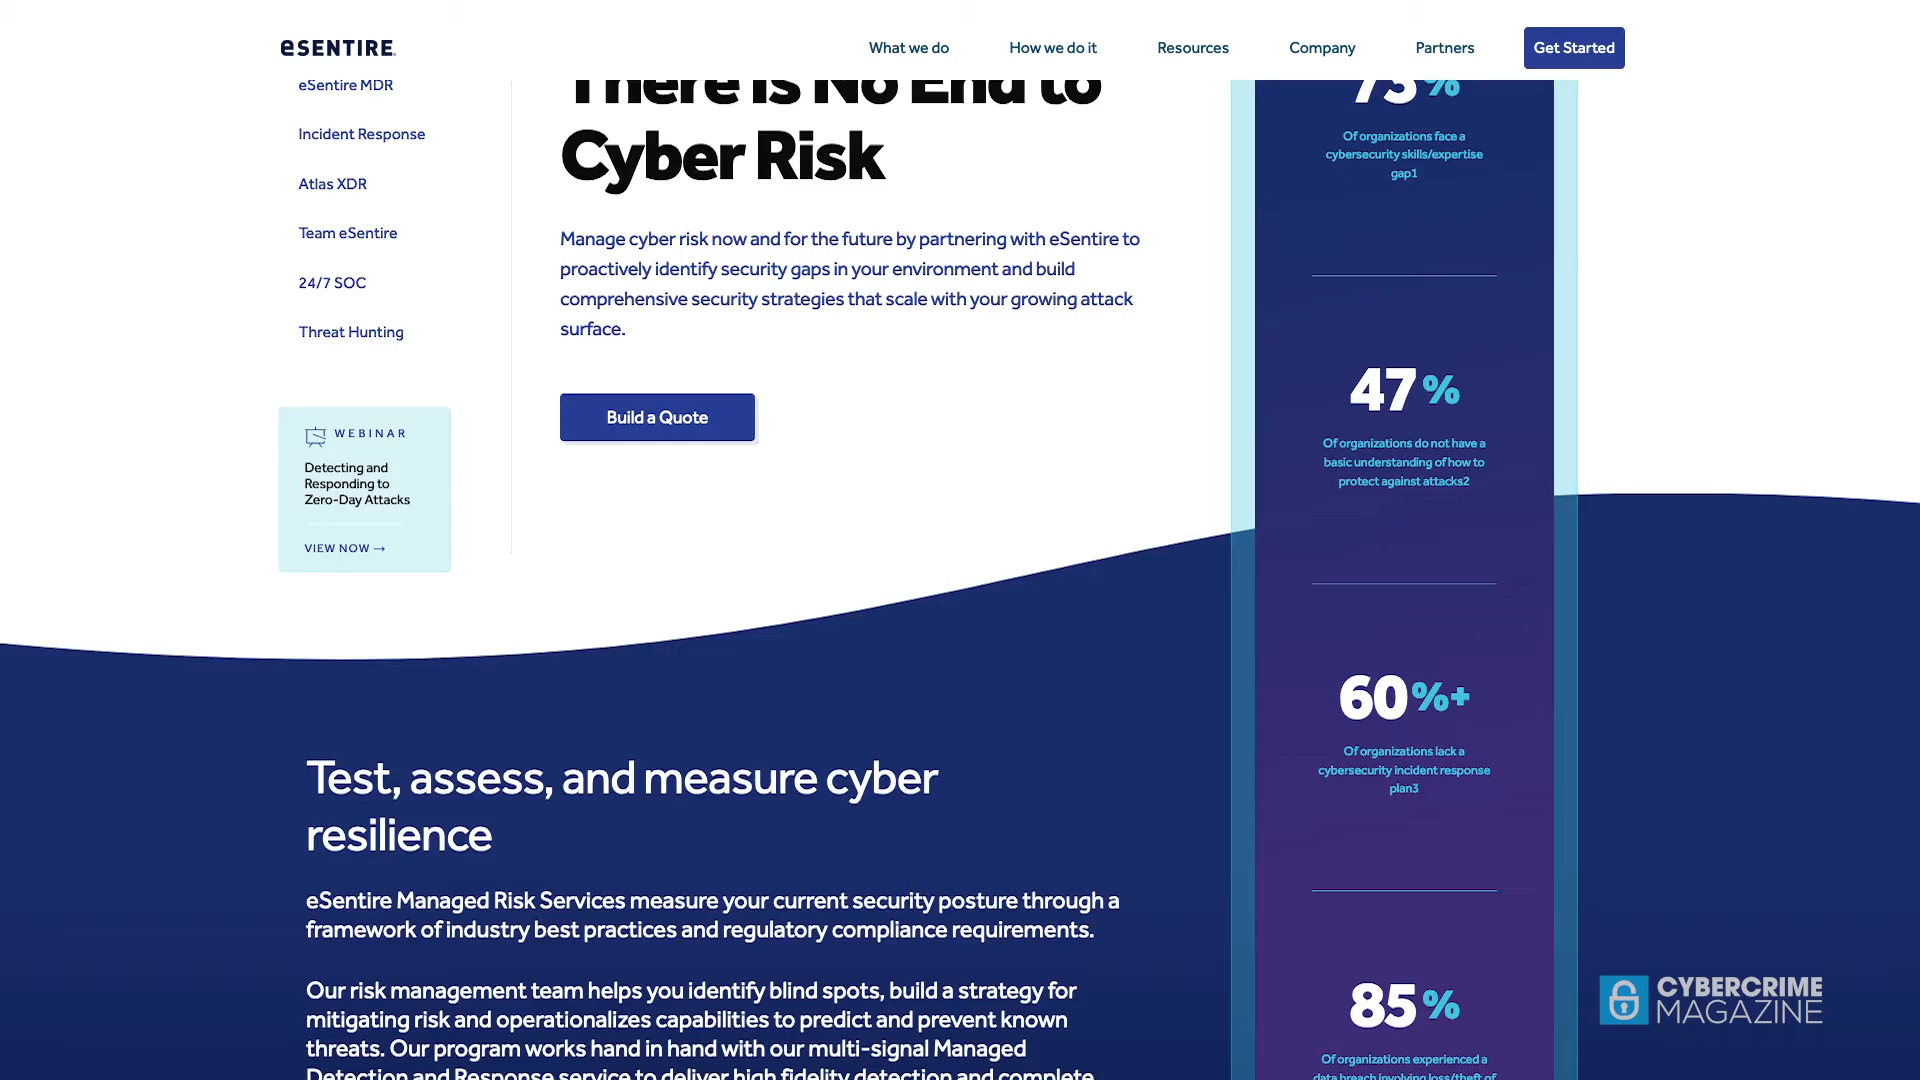 eSENTIRE
What we do
How we do it
Resources
Company
Partners
Get Started
eSentire MDR
Incident Response
Atlas XDR
Team eSentire
24/7 SOC
Threat Hunting
WEBINAR
Detecting and
Responding to
Zero-Day Attacks
VIEW NOW →
There is No End to
Cyber Risk
Manage cyber risk now and for the future by partnering with eSentire to
proactively identify security gaps in your environment and build
comprehensive security strategies that scale with your growing attack
surface.
Build a Quote
%
Of organizations face a
cybersecurity skills/expertise
gap1
47%
Of organizations do not have a
basic understanding of how to
protect against attacks2
60%+
Of organizations lack a
cybersecurity incident response
plan3
85%
Of organizations experienced a
data breach involving loss/theft of
Test, assess, and measure cyber
resilience
eSentire Managed Risk Services measure your current security posture through a
framework of industry best practices and regulatory compliance requirements.
Our risk management team helps you identify blind spots, build a strategy for
mitigating risk and operationalizes capabilities to predict and prevent known
threats. Our program works hand in hand with our multi-signal Managed
Detection and Response service to deliver high fidelity detection and complete
CYBERCRIME
MAGAZINE